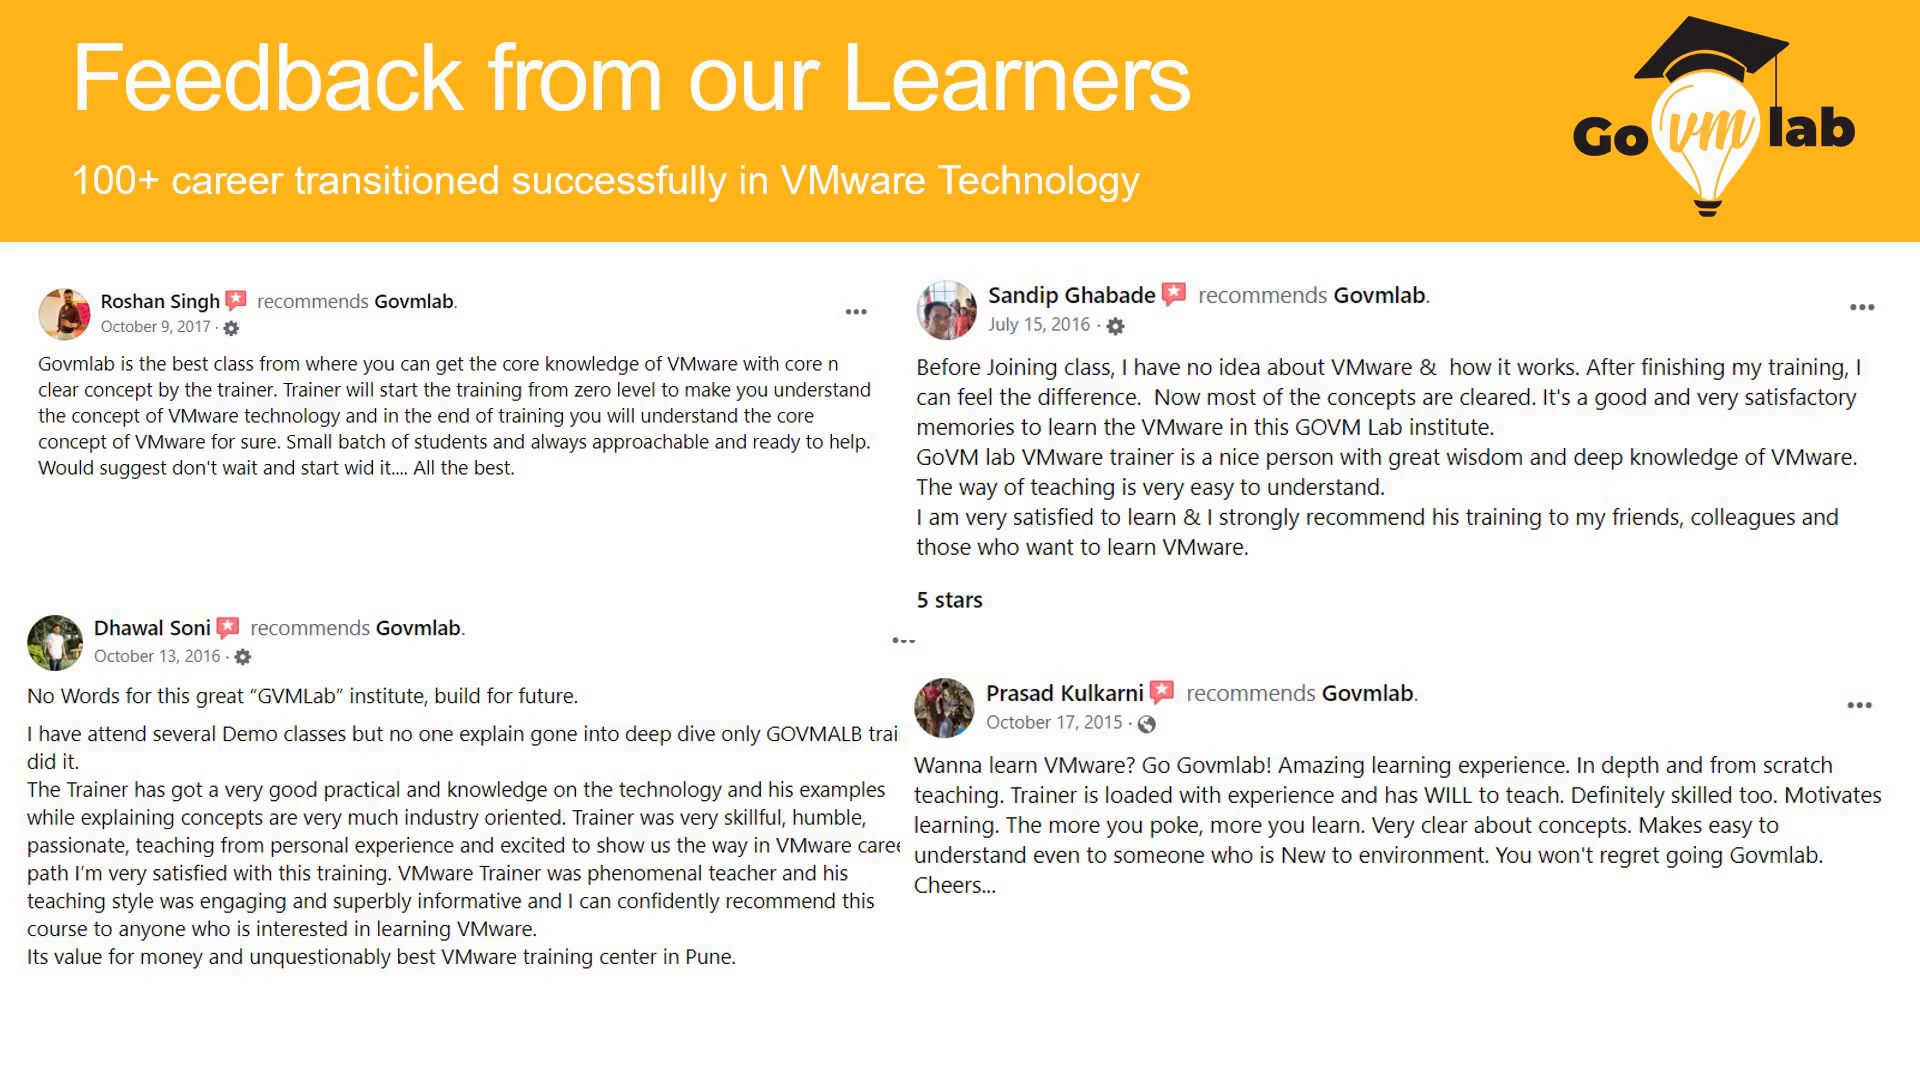 Feedback from our Learners
100+ career transitioned successfully in VMware Technology
Go vm lab
Roshan Singh recommends Govmlab.
October 9, 2017 ·
Govmlab is the best class from where you can get the core knowledge of VMware with core n
clear concept by the trainer. Trainer will start the training from zero level to make you understand
the concept of VMware technology and in the end of training you will understand the core
concept of VMware for sure. Small batch of students and always approachable and ready to help.
Would suggest don't wait and start wid it.... All the best.
Sandip Ghabade recommends Govmlab.
July 15, 2016 ·
Before Joining class, I have no idea about VMware & how it works. After finishing my training, I
can feel the difference. Now most of the concepts are cleared. It's a good and very satisfactory
memories to learn the VMware in this GOVM Lab institute.
GoVM lab VMware trainer is a nice person with great wisdom and deep knowledge of VMware.
The way of teaching is very easy to understand.
I am very satisfied to learn & I strongly recommend his training to my friends, colleagues and
those who want to learn VMware.
5 stars
Dhawal Soni recommends Govmlab.
October 13, 2016 ·
No Words for this great “GVMLab” institute, build for future.
I have attend several Demo classes but no one explain gone into deep dive only GOVMALB trai
did it.
The Trainer has got a very good practical and knowledge on the technology and his examples
while explaining concepts are very much industry oriented. Trainer was very skillful, humble,
passionate, teaching from personal experience and excited to show us the way in VMware caree
path I'm very satisfied with this training. VMware Trainer was phenomenal teacher and his
teaching style was engaging and superbly informative and I can confidently recommend this
course to anyone who is interested in learning VMware.
Its value for money and unquestionably best VMware training center in Pune.
Prasad Kulkarni recommends Govmlab.
October 17, 2015 ·
Wanna learn VMware? Go Govmlab! Amazing learning experience. In depth and from scratch
teaching. Trainer is loaded with experience and has WILL to teach. Definitely skilled too. Motivates
learning. The more you poke, more you learn. Very clear about concepts. Makes easy to
understand even to someone who is New to environment. You won't regret going Govmlab.
Cheers...